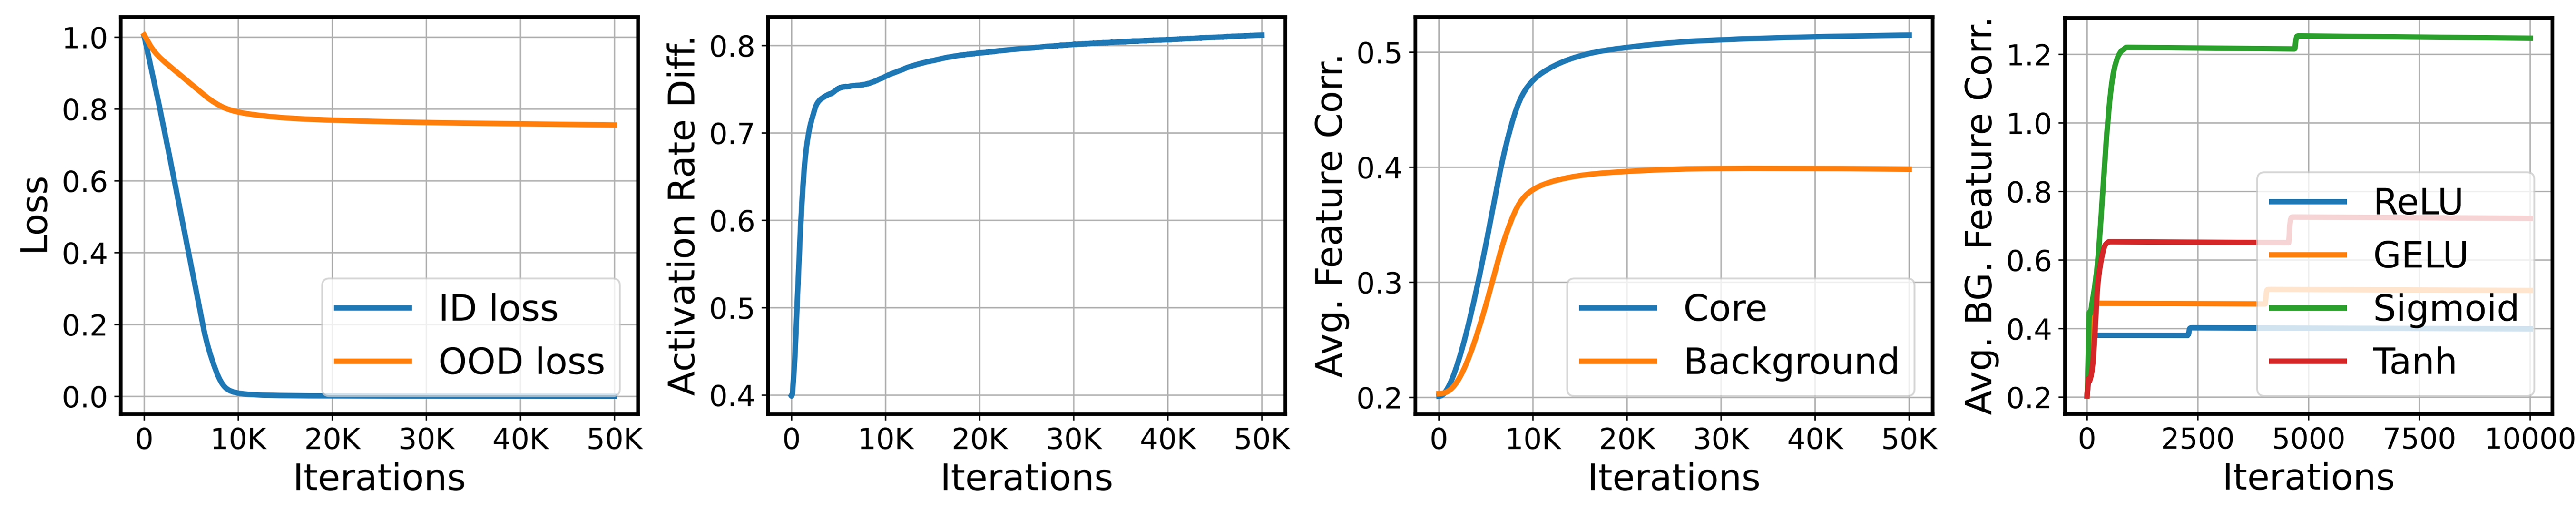 Loss
1.0
0.8
0.6
0.4
0.2
0.0
ID loss
OOD loss
0 10K 20K 30K 40K 50K
Iterations
Activation Rate Diff.
0.8
0.7
0.6
0.5
0.4
0 10K 20K 30K 40K 50K
Iterations
Avg. Feature Corr.
0.5
0.4
0.3
0.2
Core
Background
0 10K 20K 30K 40K 50K
Iterations
Avg. BG. Feature Corr.
1.2
1.0
0.8
0.6
0.4
0.2
ReLU
GELU
Sigmoid
Tanh
0 2500 5000 7500 10000
Iterations